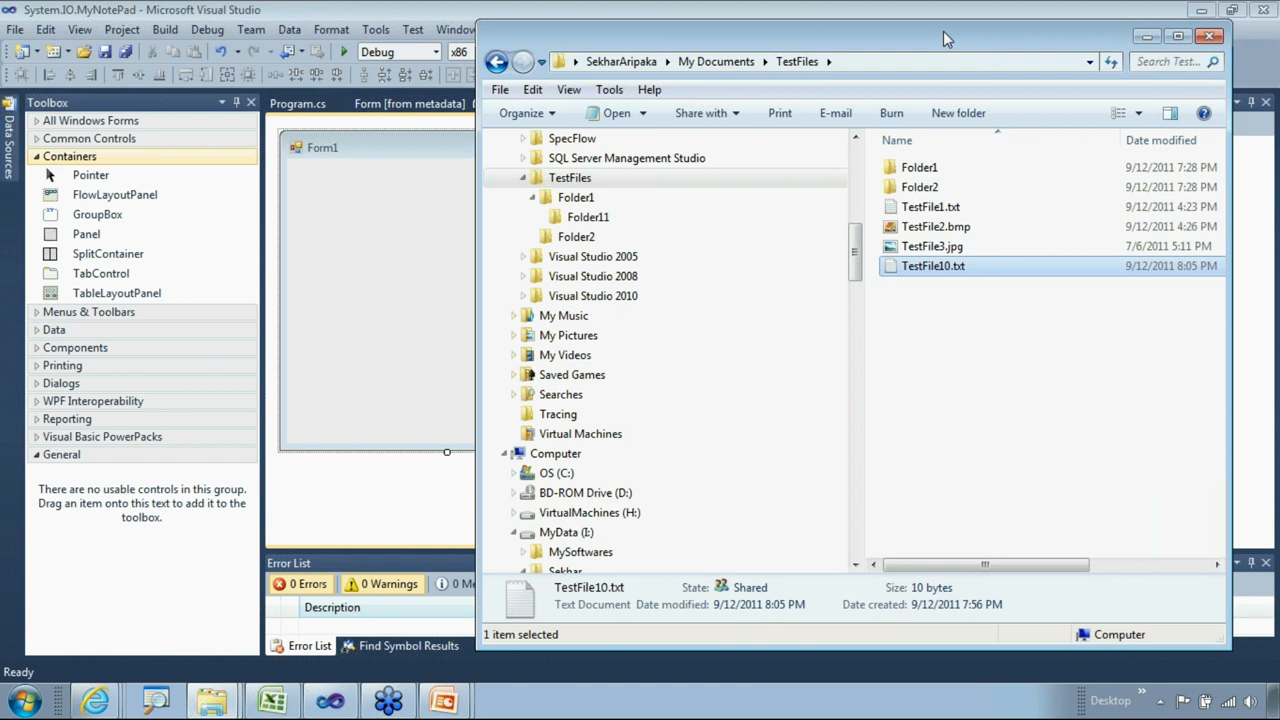 System.IO.MyNotePad - Microsoft Visual Studio
File Edit View Project Build Debug Team Data Format Tools Test Window
Debug x86
Toolbox
Data Sources
All Windows Forms
Common Controls
Containers
Pointer
FlowLayoutPanel
GroupBox
Panel
SplitContainer
TabControl
TableLayoutPanel
Menus & Toolbars
Data
Components
Printing
Dialogs
WPF Interoperability
Reporting
Visual Basic PowerPacks
General
There are no usable controls in this group.
Drag an item onto this text to add it to the
toolbox.
Program.cs Form [from metadata]
Form1
Error List
0 Errors 0 Warnings 0 Me
Description
Error List Find Symbol Results
Ready
SekharAripaka My Documents TestFiles
Search Test...
File Edit View Tools Help
Organize Open Share with Print E-mail Burn New folder
SpecFlow
SQL Server Management Studio
TestFiles
Folder1
Folder11
Folder2
Visual Studio 2005
Visual Studio 2008
Visual Studio 2010
My Music
My Pictures
My Videos
Saved Games
Searches
Tracing
Virtual Machines
Computer
OS (C:)
BD-ROM Drive (D:)
VirtualMachines (H:)
MyData (I:)
MySoftwares
Sekhar
Name Date modified
Folder1 9/12/2011 7:28 PM
Folder2 9/12/2011 7:28 PM
TestFile1.txt 9/12/2011 4:23 PM
TestFile2.bmp 9/12/2011 4:26 PM
TestFile3.jpg 7/6/2011 5:11 PM
TestFile10.txt 9/12/2011 8:05 PM
TestFile10.txt State: Shared Size: 10 bytes
Text Document Date modified: 9/12/2011 8:05 PM Date created: 9/12/2011 7:56 PM
1 item selected Computer
Desktop